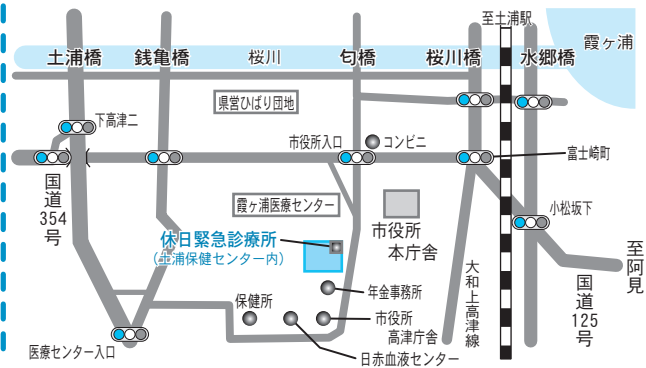 至土浦駅
霞ヶ浦
土浦橋
銭亀橋
桜川
匂橋
桜川橋
水郷橋
県営ひばり団地
下高津二
市役所入口
コンビニ
富士崎町
国道354号
霞ヶ浦医療センター
市役所
本庁舎
小松坂下
休日緊急診療所
(土浦保健センター内)
至阿見
大和上高津線
国道125号
年金事務所
保健所
市役所
高津庁舎
医療センター入口
日赤血液センター